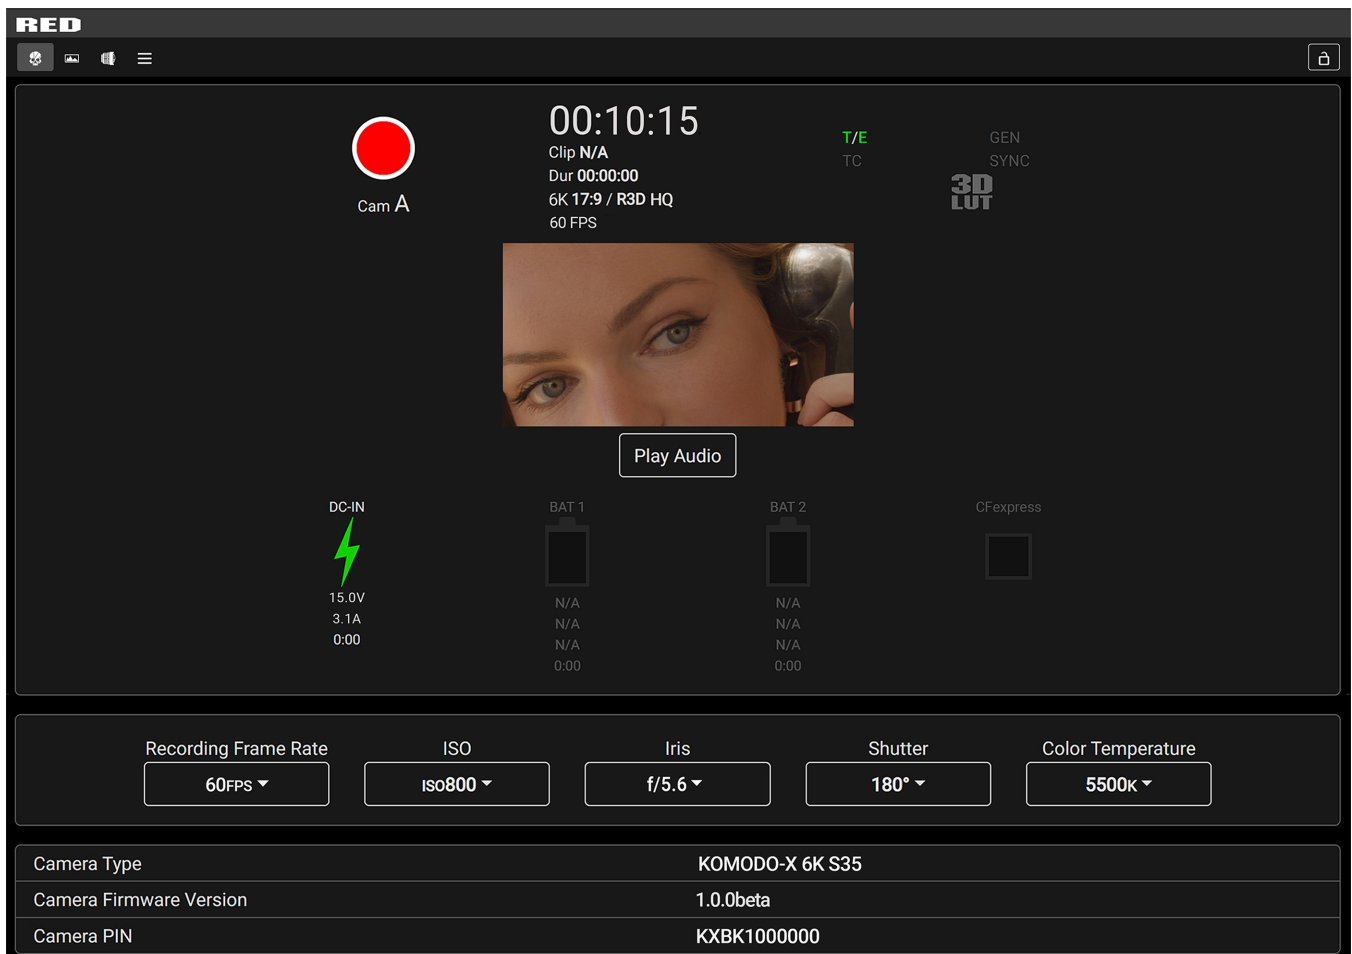 RED
00:10:15
Clip N/A
Dur 00:00:00
6K 17:9 / R3D HQ
60 FPS
Cam A
T/E
TC
GEN
SYNC
3D
LUT
Play Audio
DC-IN
15.0V
3.1A
0:00
BAT 1
N/A
N/A
N/A
0:00
BAT 2
N/A
N/A
N/A
0:00
CFexpress
Recording Frame Rate
60FPS
ISO
ISO800
Iris
f/5.6
Shutter
180°
Color Temperature
5500K
Camera Type
KOMODO-X 6K S35
Camera Firmware Version
1.0.0beta
Camera PIN
KXBK1000000